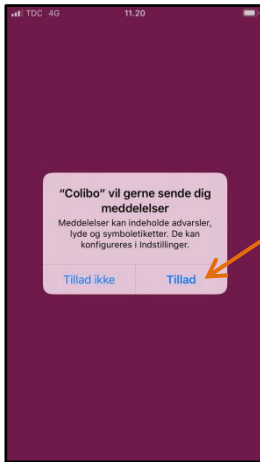 TDC 4G 11.20
"Colibo" vil gerne sende dig
meddelelser
Meddelelser kan indeholde advarsler,
lyde og symboletiketter. De kan
konfigureres i Indstillinger.
Tillad ikke Tillad